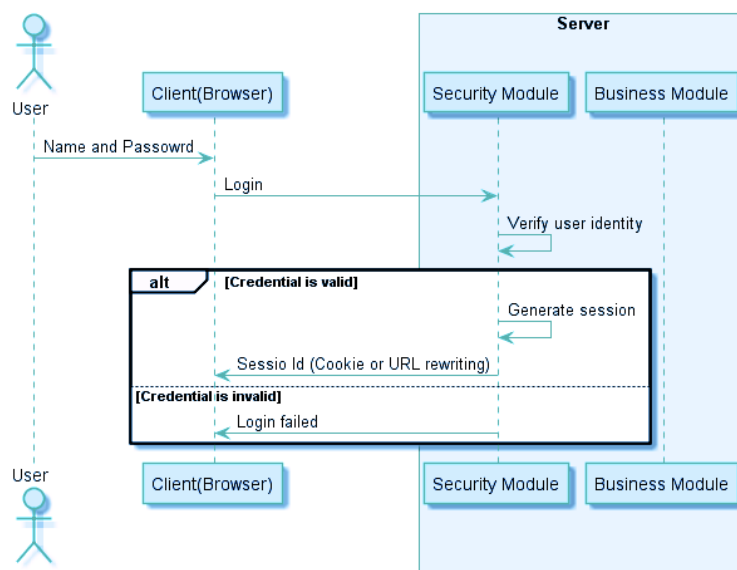 Server
User
Client(Browser)
Security Module
Business Module
Name and Passowrd
Login
Verify user identity
alt
[Credential is valid]
Generate session
Sessio Id (Cookie or URL rewriting)
[Credential is invalid]
Login failed
User
Client(Browser)
Security Module
Business Module